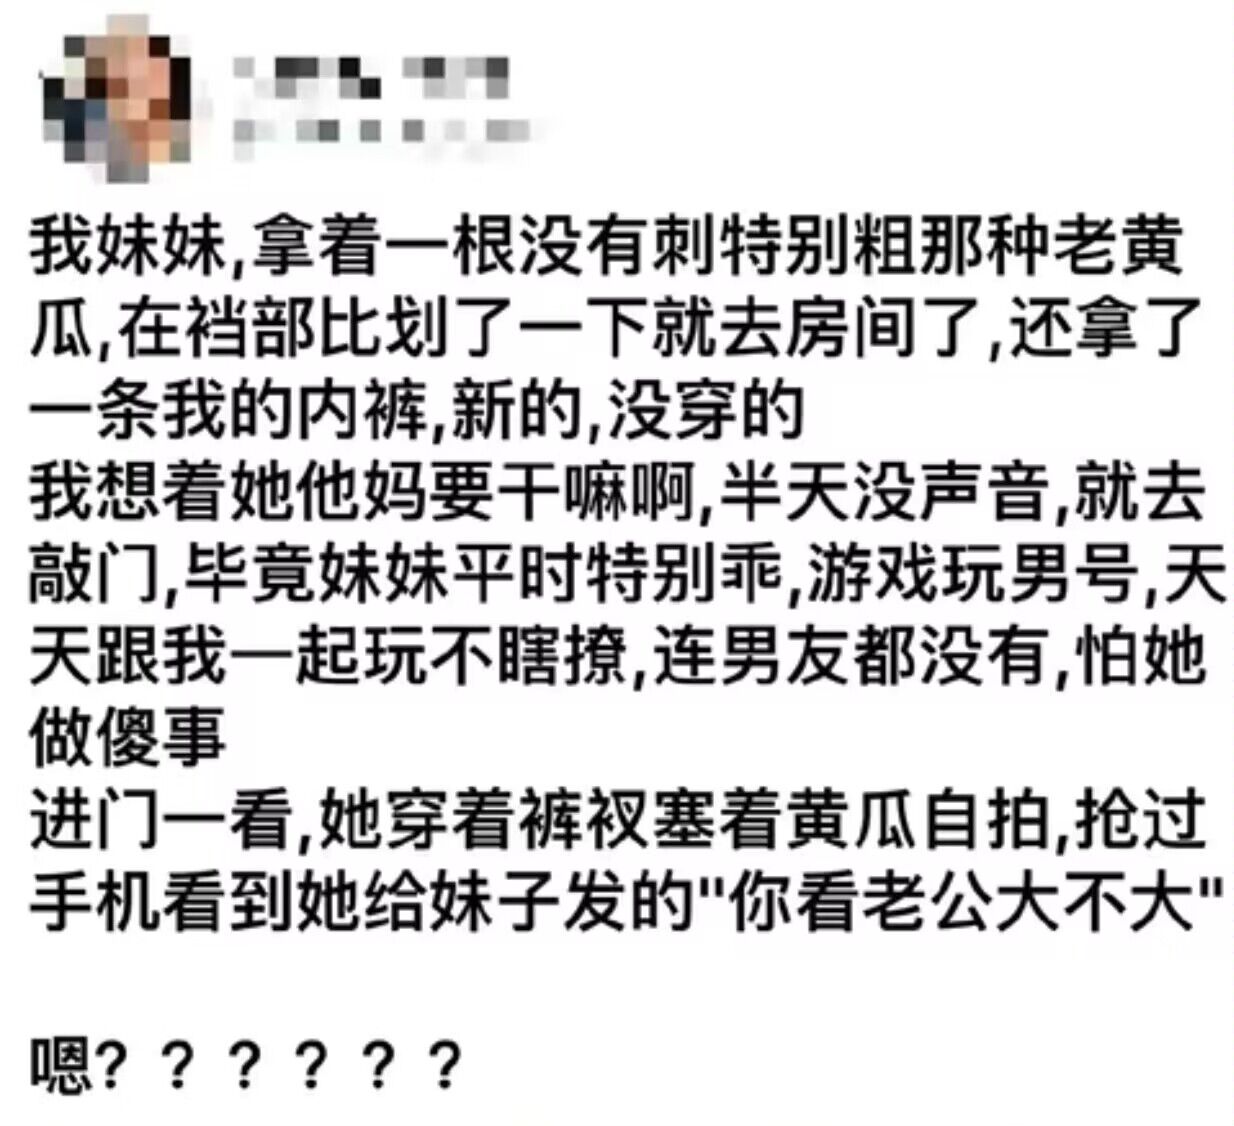 我妹妹,拿着一根没有刺特别粗那种老黄
瓜,在裆部比划了一下就去房间了,还拿了
一条我的内裤,新的,没穿的
我想着她他妈要干嘛啊,半天没声音,就去
敲门,毕竟妹妹平时特别乖,游戏玩男号,天
天跟我一起玩不瞎撩,连男友都没有,怕她
做傻事
进门一看,她穿着裤衩塞着黄瓜自拍,抢过
手机看到她给妹子发的"你看老公大不大"
嗯？？？？？？